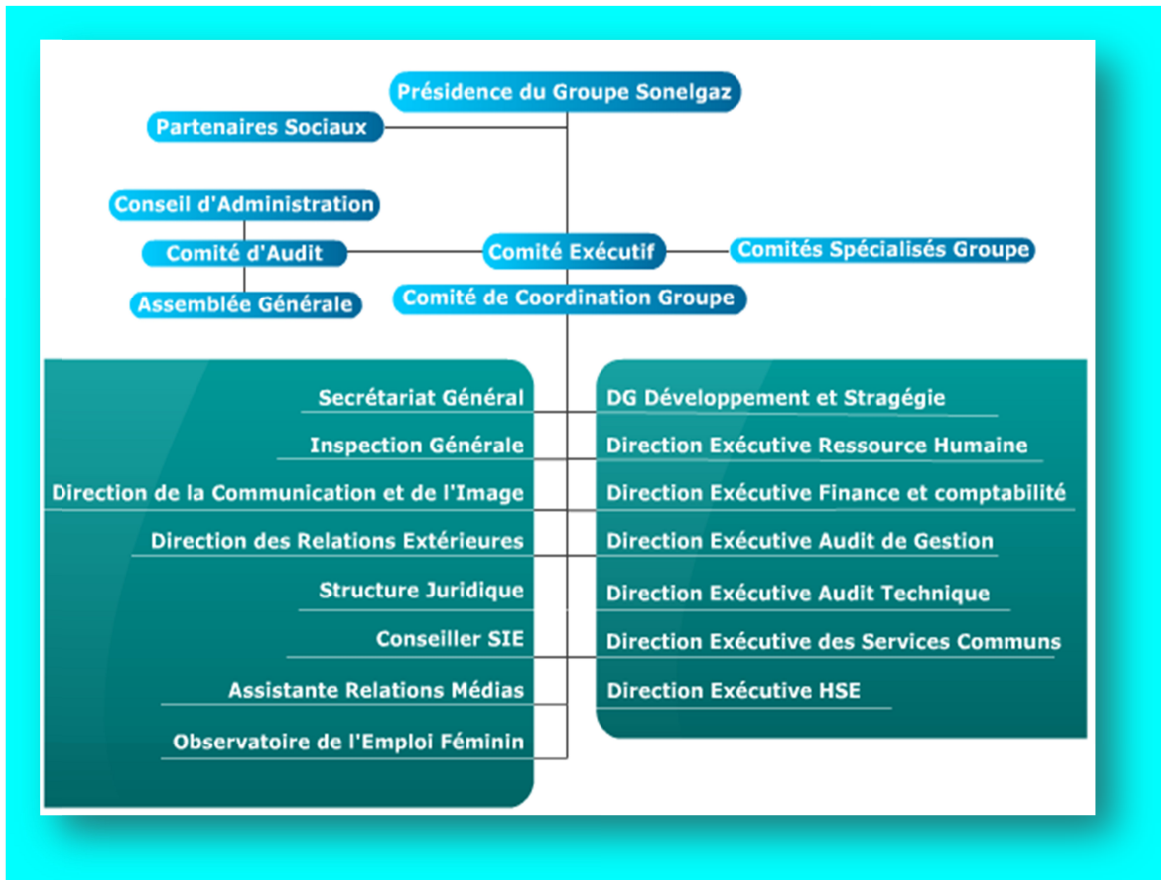 Présidence du Groupe Sonelgaz
Partenaires Sociaux
Conseil d'Administration
Comité d'Audit
Comité Exécutif
Comités Spécialisés Groupe
Assemblée Générale
Comité de Coordination Groupe
Secrétariat Général
Inspection Générale
Direction de la Communication et de l'Image
Direction des Relations Extérieures
Structure Juridique
Conseiller SIE
Assistante Relations Médias
Observatoire de l'Emploi Féminin
DG Développement et Stragégie
Direction Exécutive Ressource Humaine
Direction Exécutive Finance et comptabilité
Direction Exécutive Audit de Gestion
Direction Exécutive Audit Technique
Direction Exécutive des Services Communs
Direction Exécutive HSE